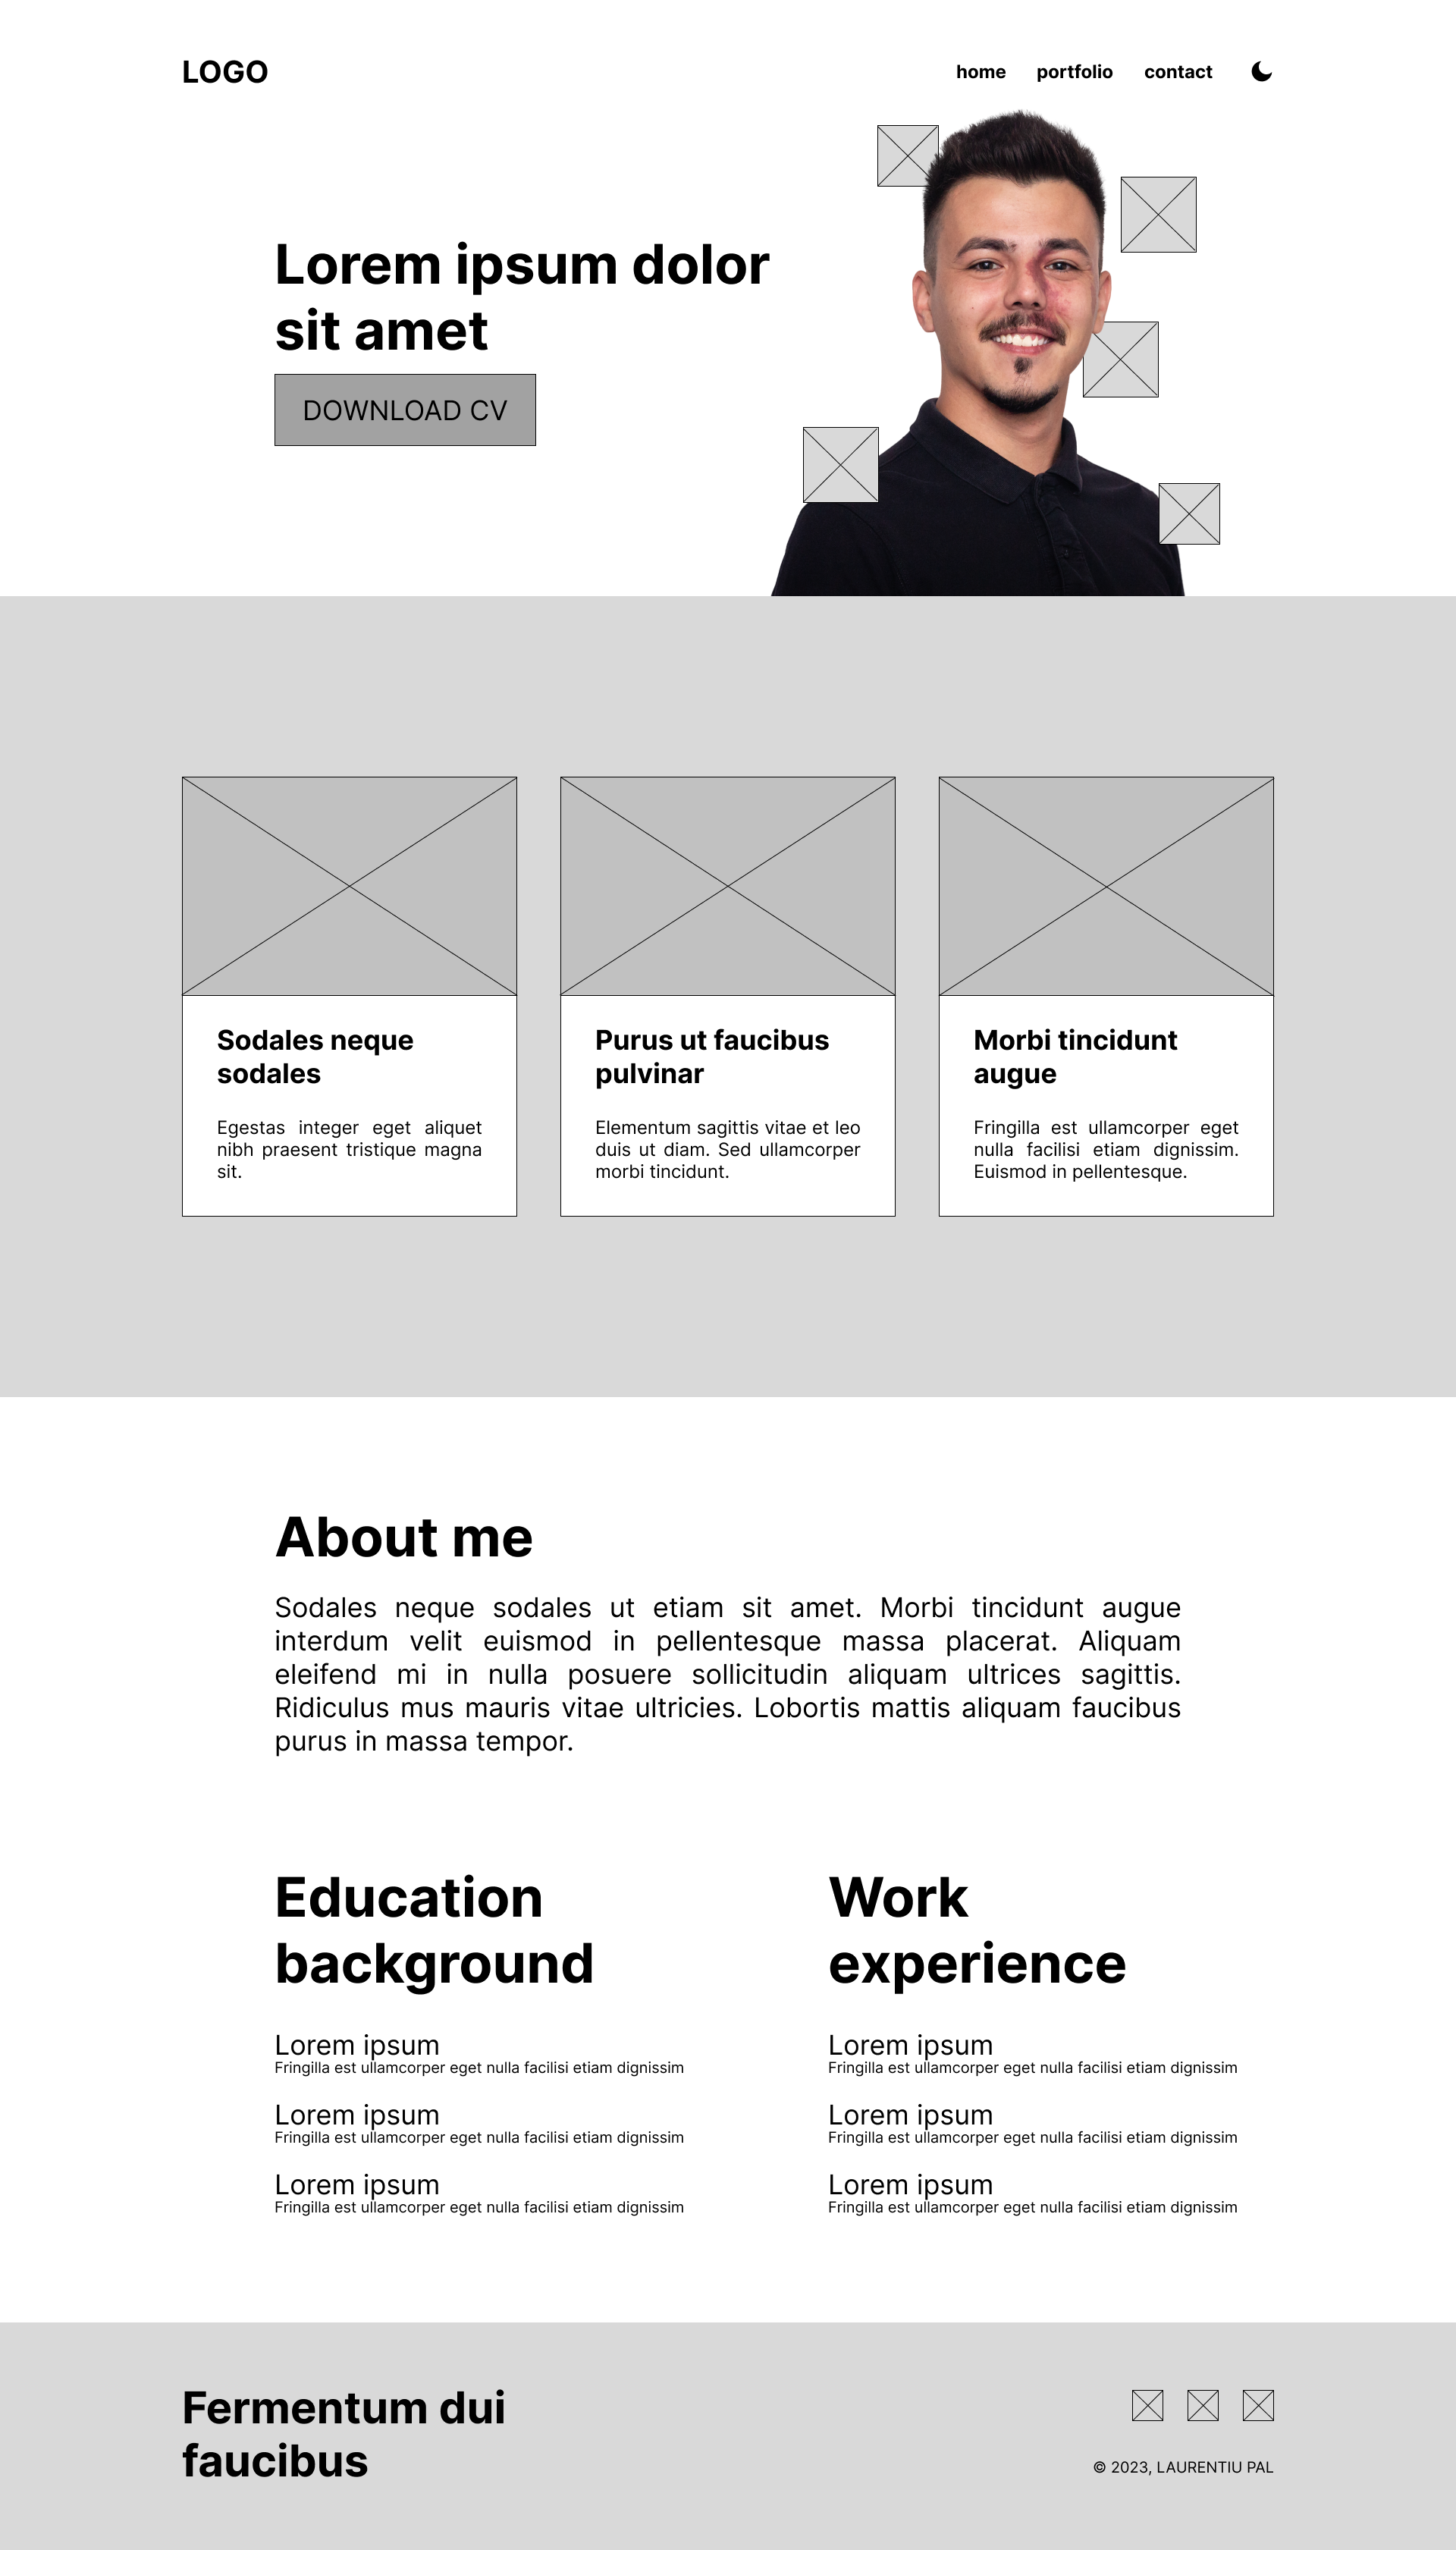 LOGO
home portfolio contact
Lorem ipsum dolor
sit amet
DOWNLOAD CV
Sodales neque
sodales
Egestas integer eget aliquet
nibh praesent tristique magna
sit.
Purus ut faucibus
pulvinar
Elementum sagittis vitae et leo
duis ut diam. Sed ullamcorper
morbi tincidunt.
Morbi tincidunt
augue
Fringilla est ullamcorper eget
nulla facilisi etiam dignissim.
Euismod in pellentesque.
About me
Sodales neque sodales ut etiam sit amet. Morbi tincidunt augue
interdum velit euismod in pellentesque massa placerat. Aliquam
eleifend mi in nulla posuere sollicitudin aliquam ultrices sagittis.
Ridiculus mus mauris vitae ultricies. Lobortis mattis aliquam faucibus
purus in massa tempor.
Education
background
Lorem ipsum
Fringilla est ullamcorper eget nulla facilisi etiam dignissim
Lorem ipsum
Fringilla est ullamcorper eget nulla facilisi etiam dignissim
Lorem ipsum
Fringilla est ullamcorper eget nulla facilisi etiam dignissim
Work
experience
Lorem ipsum
Fringilla est ullamcorper eget nulla facilisi etiam dignissim
Lorem ipsum
Fringilla est ullamcorper eget nulla facilisi etiam dignissim
Lorem ipsum
Fringilla est ullamcorper eget nulla facilisi etiam dignissim
Fermentum dui
faucibus
© 2023, LAURENTIU PAL